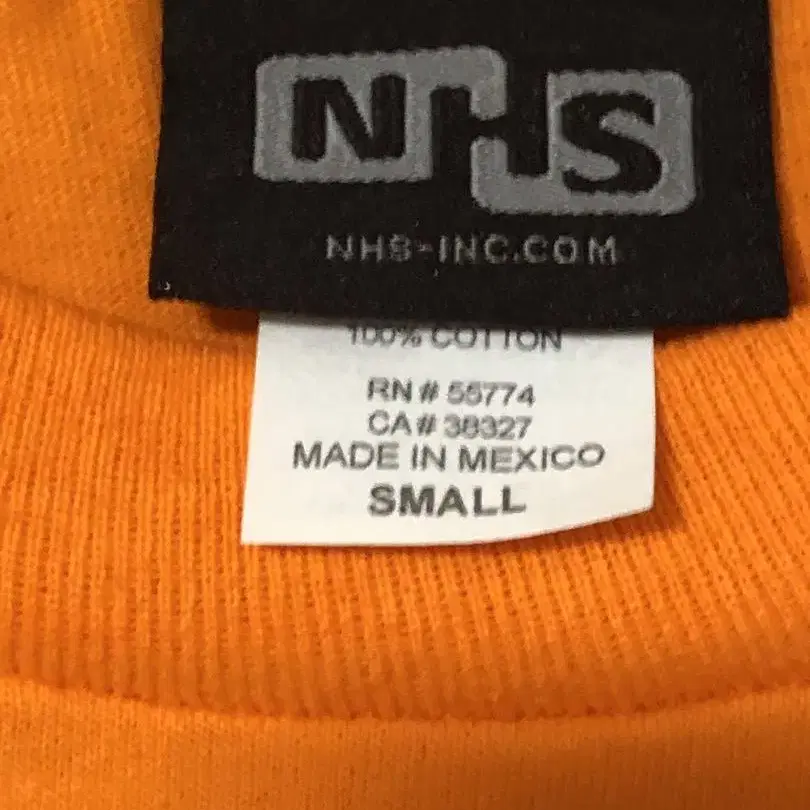 NHS
NHS-INC.COM
100% COTTON
RN # 55774
CA# 38327
MADE IN MEXICO
SMALL